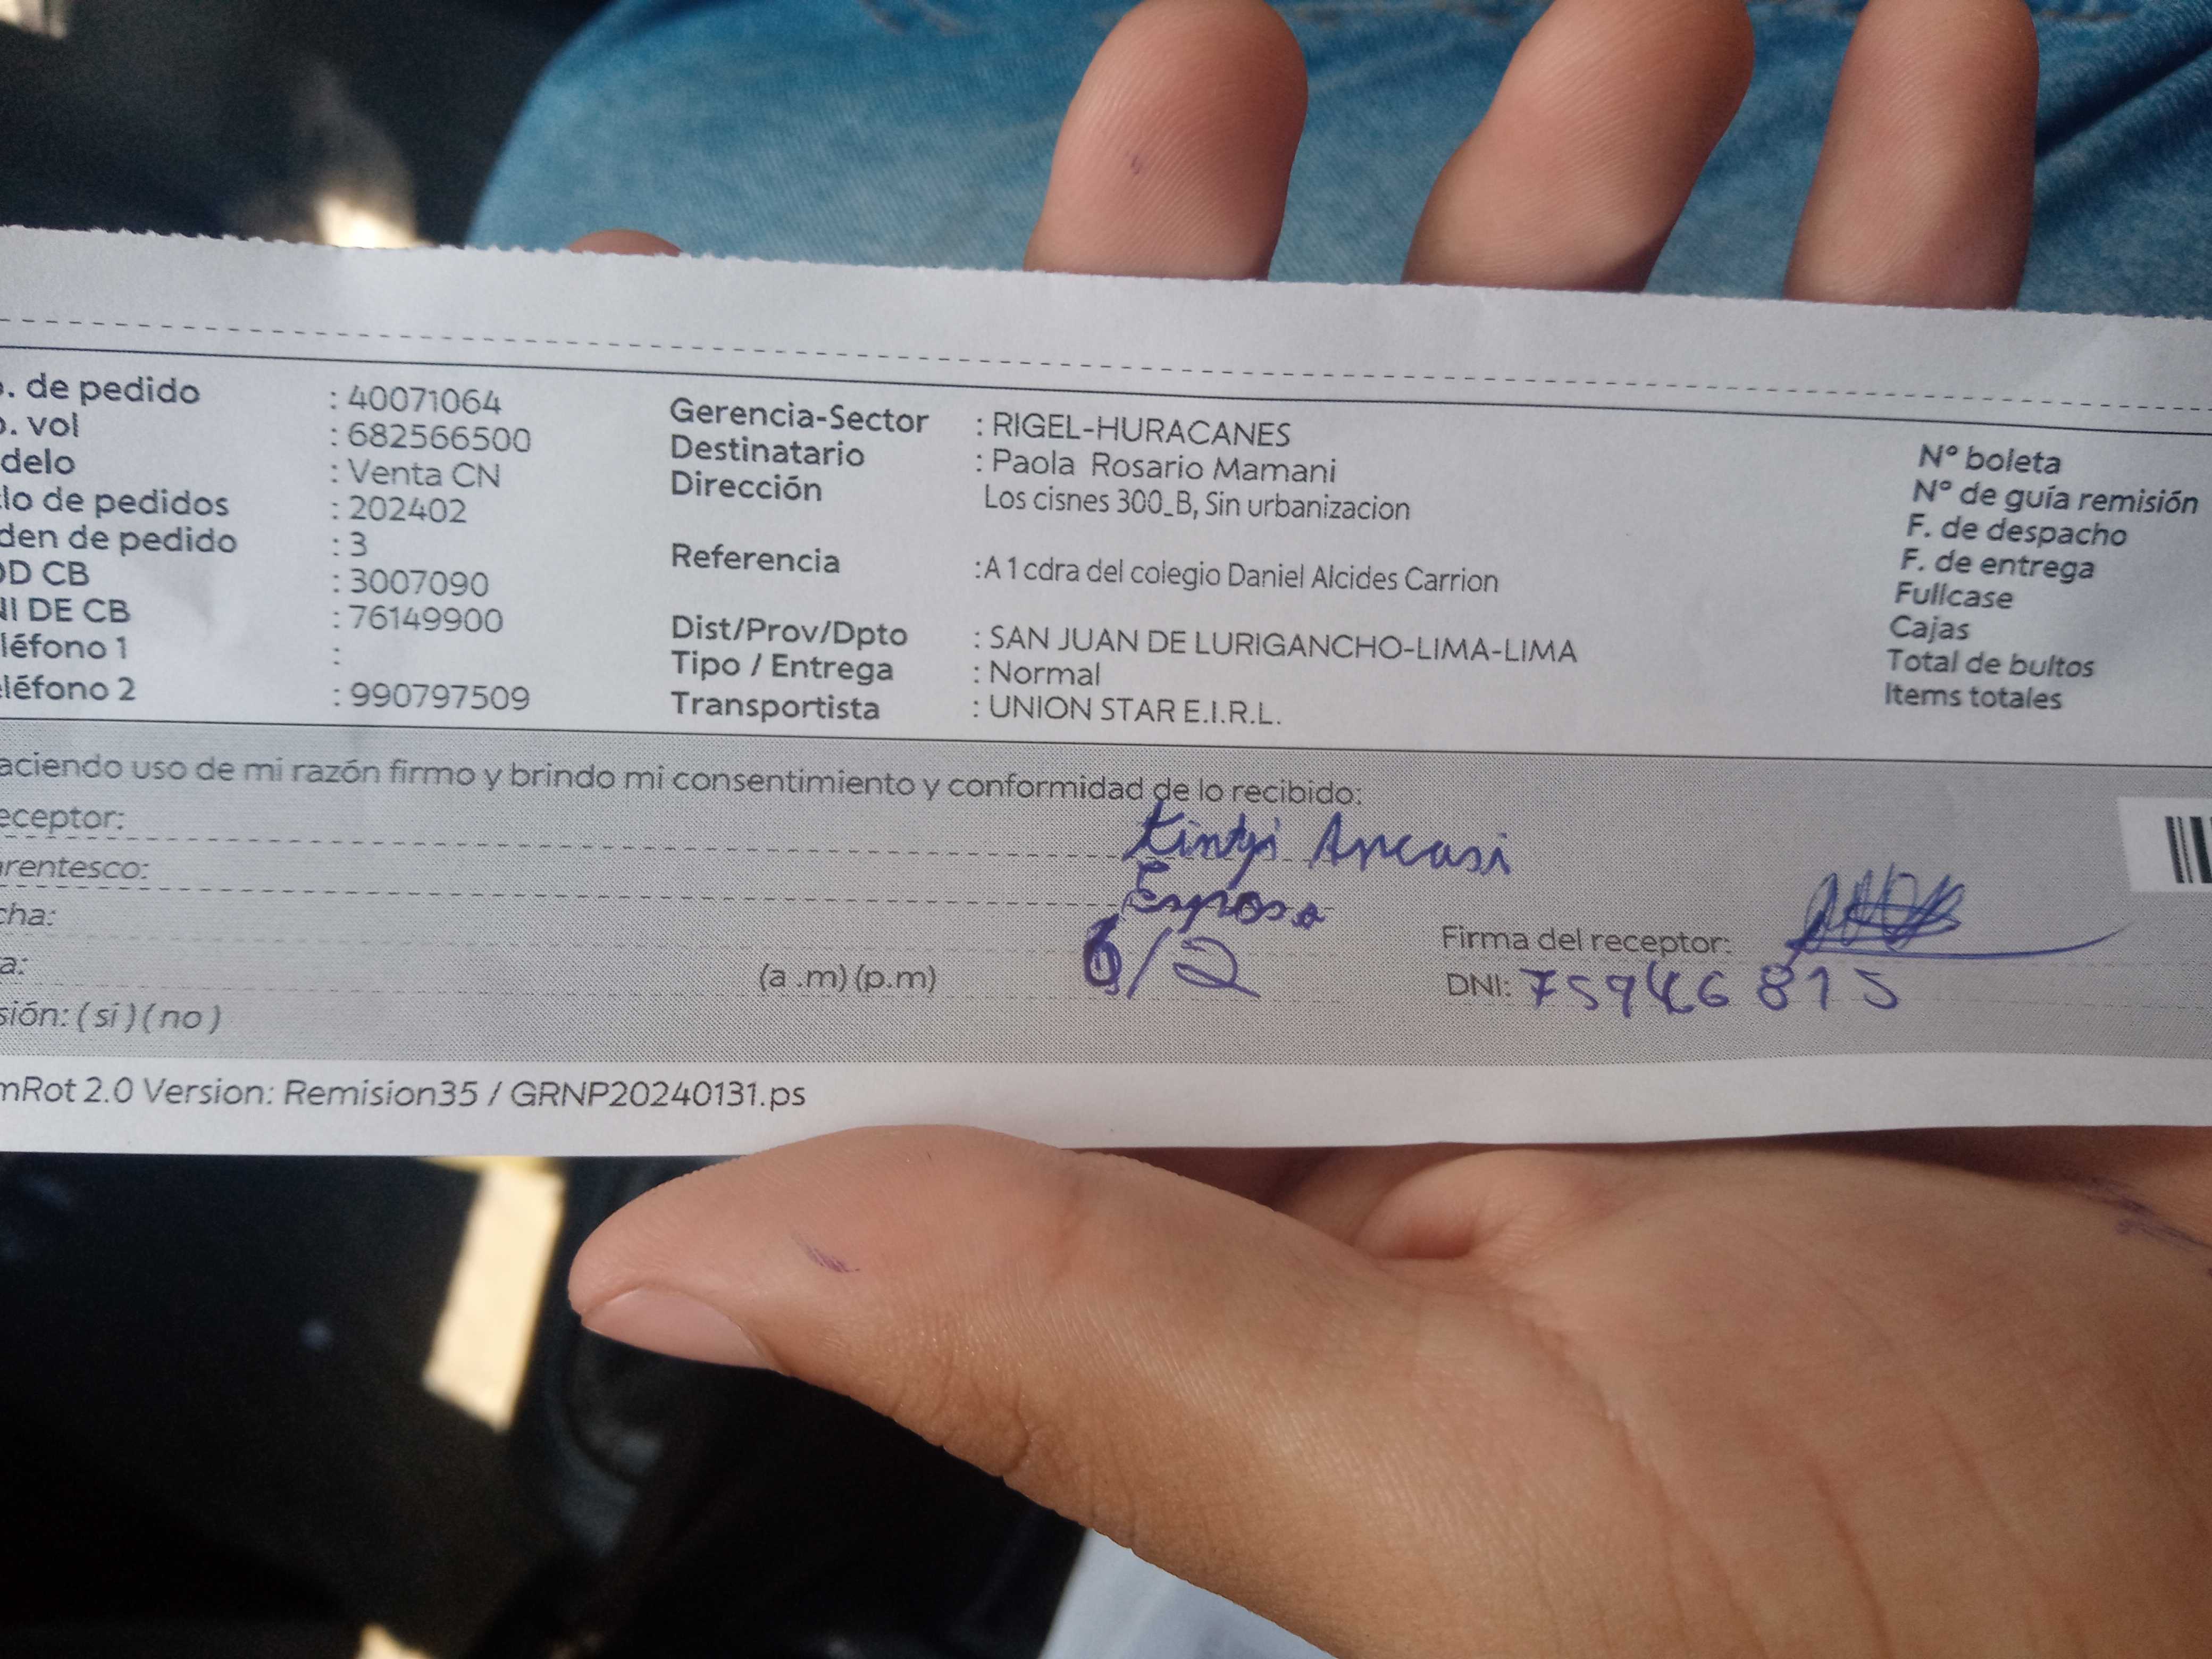 . de pedido : 40071064
. vol : 682566500
delo : Venta CN
lo de pedidos : 202402
den de pedido : 3
D CB : 3007090
NI DE CB : 76149900
léfono 1 :
léfono 2 : 990797509
Gerencia-Sector : RIGEL-HURACANES
Destinatario : Paola Rosario Mamani
Dirección Los cisnes 300_B, Sin urbanizacion
Referencia :A 1 cdra del colegio Daniel Alcides Carrion
Dist/Prov/Dpto : SAN JUAN DE LURIGANCHO-LIMA-LIMA
Tipo / Entrega : Normal
Transportista : UNION STAR E.I.R.L.
N° boleta
N° de guía remisión
F. de despacho
F. de entrega
Fullcase
Cajas
Total de bultos
Items totales
aciendo uso de mi razón firmo y brindo mi consentimiento y conformidad de lo recibido:
eceptor: Ancasi
rentesco: Esposo
cha: 6/2
a: (a .m) (p.m)
sión: ( sí ) ( no )
Firma del receptor:
DNI:
mRot 2.0 Version: Remision35 / GRNP20240131.ps